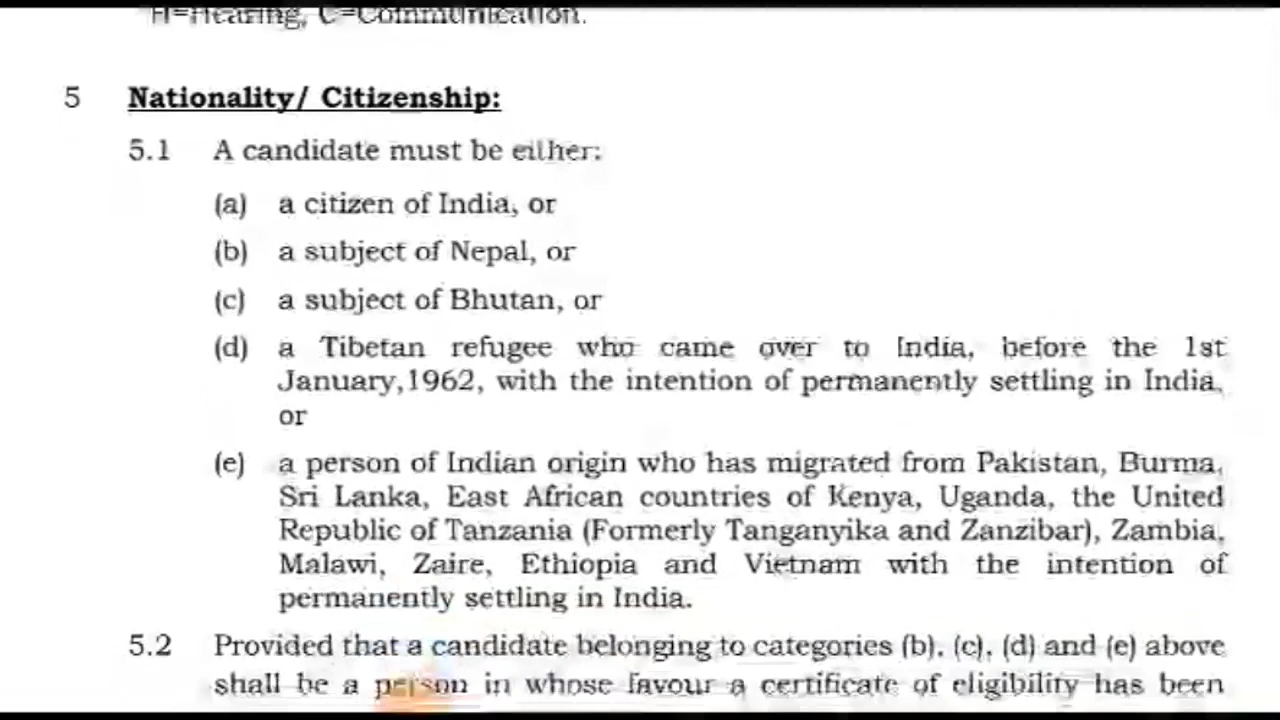 H=Hearing, C=Communication.
5 Nationality/ Citizenship:
5.1 A candidate must be either:
(a) a citizen of India, or
(b) a subject of Nepal, or
(c) a subject of Bhutan, or
(d) a Tibetan refugee who came over to India, before the 1st
January,1962, with the intention of permanently settling in India,
or
(e) a person of Indian origin who has migrated from Pakistan, Burma,
Sri Lanka, East African countries of Kenya, Uganda, the United
Republic of Tanzania (Formerly Tanganyika and Zanzibar), Zambia,
Malawi, Zaire, Ethiopia and Vietnam with the intention of
permanently settling in India.
5.2 Provided that a candidate belonging to categories (b), (c), (d) and (e) above
shall be a person in whose favour a certificate of eligibility has been